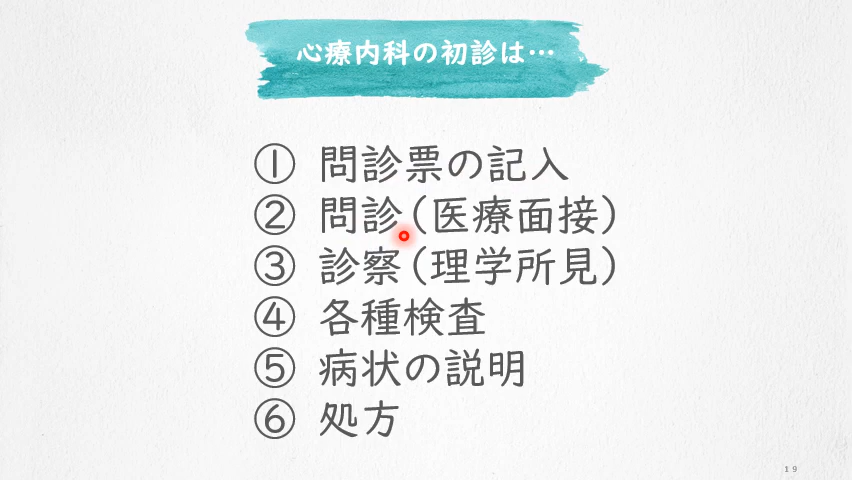 心療内科の初診は…
① 問診票の記入
② 問診(医療面接)
③ 診察(理学所見)
④ 各種検査
⑤ 病状の説明
⑥ 処方
19